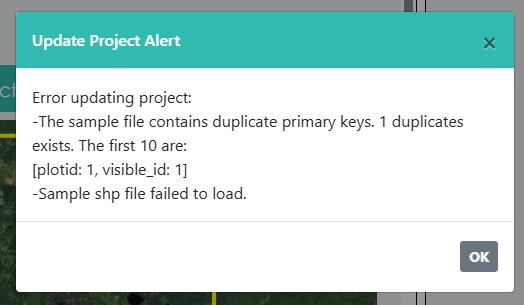 Update Project Alert
×
ct
Error updating project:
-The sample file contains duplicate primary keys. 1 duplicates
exists. The first 10 are:
[plotid: 1, visible_id: 1]
-Sample shp file failed to load.
OK